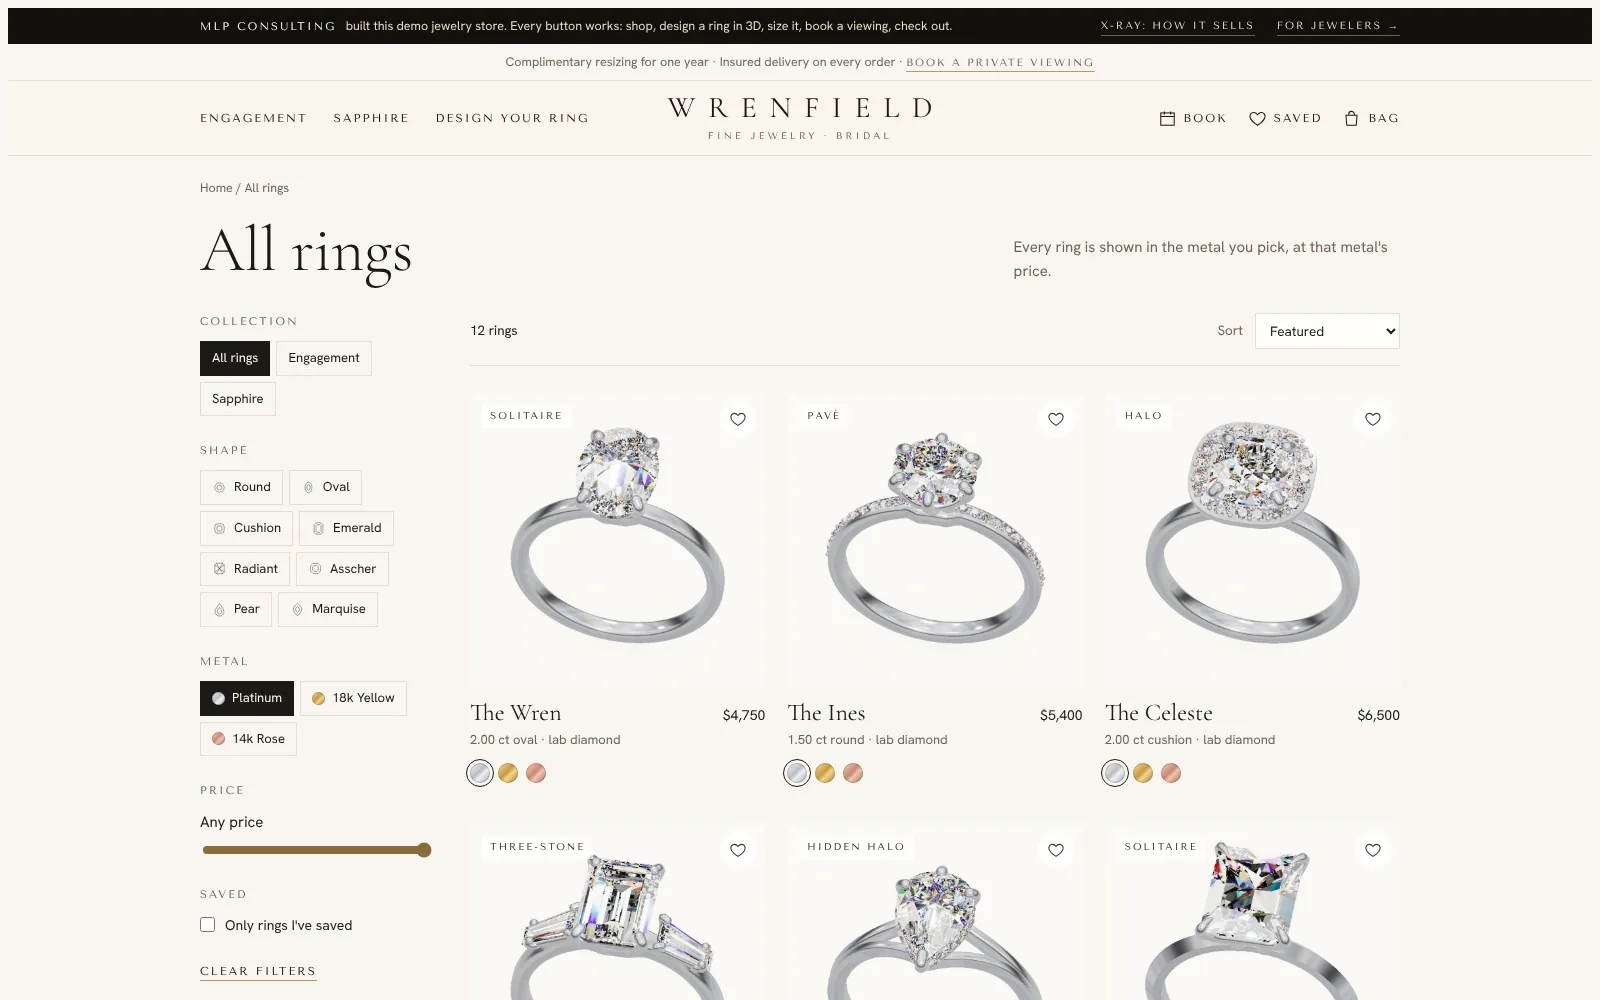 MLP CONSULTING built this demo jewelry store. Every button works: shop, design a ring in 3D, size it, book a viewing, check out. X-RAY: HOW IT SELLS FOR JEWELERS →
Complimentary resizing for one year · Insured delivery on every order · BOOK A PRIVATE VIEWING
ENGAGEMENT SAPPHIRE DESIGN YOUR RING
WRENFIELD
FINE JEWELRY · BRIDAL
BOOK SAVED BAG
Home / All rings
All rings
Every ring is shown in the metal you pick, at that metal's
price.
COLLECTION
All rings Engagement
Sapphire
SHAPE
Round Oval
Cushion Emerald
Radiant Asscher
Pear Marquise
METAL
Platinum 18k Yellow
14k Rose
PRICE
Any price
SAVED
Only rings I've saved
CLEAR FILTERS
12 rings
Sort Featured
SOLITAIRE
The Wren $4,750
2.00 ct oval · lab diamond
PAVÉ
The Ines $5,400
1.50 ct round · lab diamond
HALO
The Celeste $6,500
2.00 ct cushion · lab diamond
THREE-STONE
HIDDEN HALO
SOLITAIRE